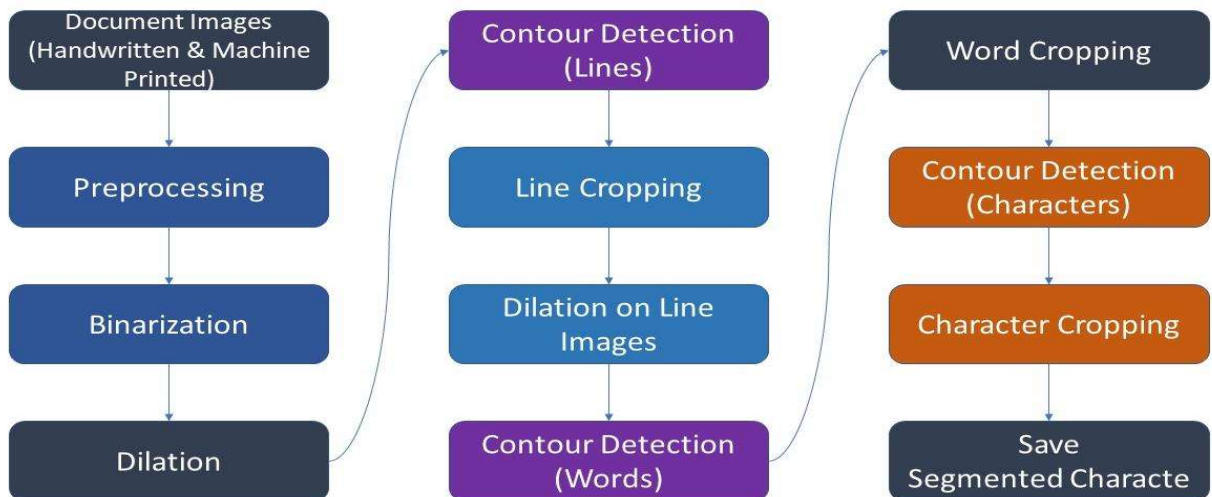 Document Images
(Handwritten & Machine
Printed)
Preprocessing
Binarization
Dilation
Contour Detection
(Lines)
Line Cropping
Dilation on Line
Images
Contour Detection
(Words)
Word Cropping
Contour Detection
(Characters)
Character Cropping
Save
Segmented Characte